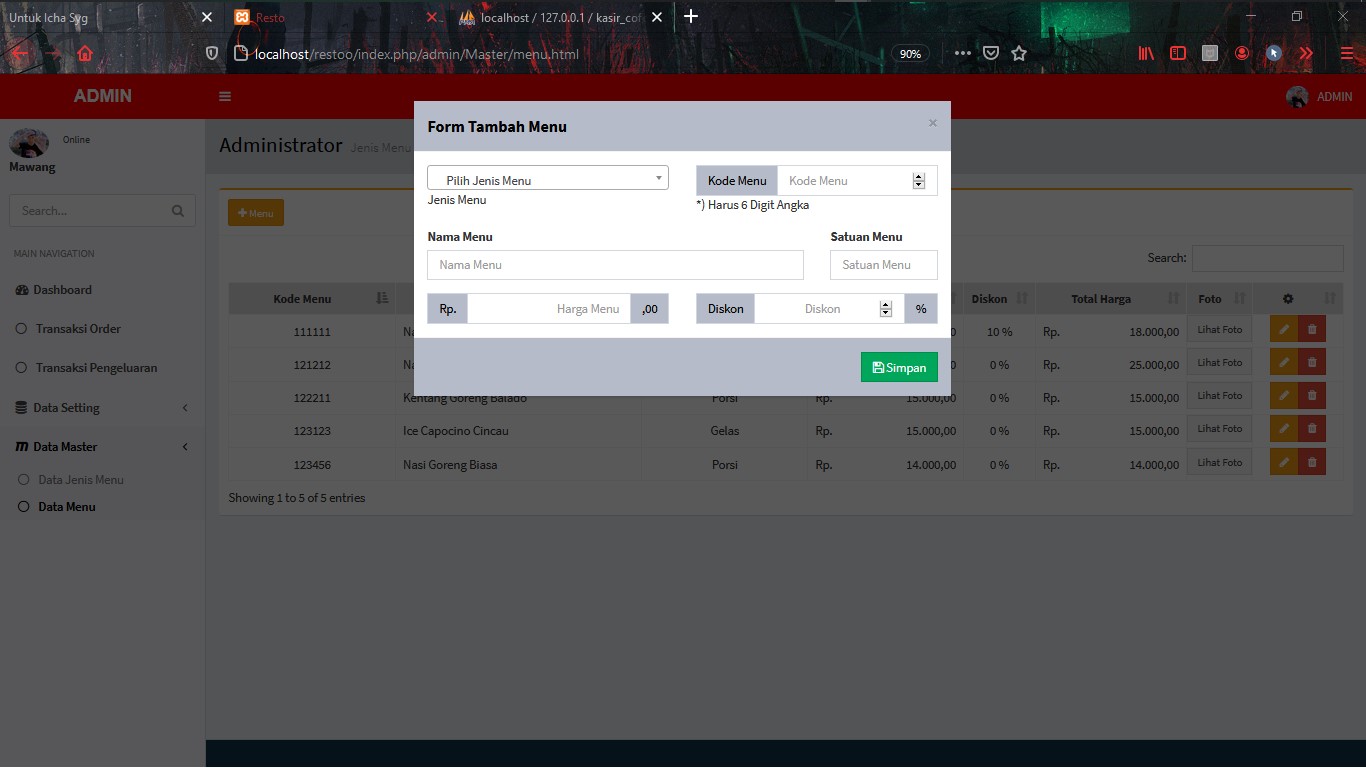 Untuk Icha Syg
Resto
localhost / 127.0.0.1 / kasir_cof
localhost/restoo/index.php/admin/Master/menu.html
90%
ADMIN
ADMIN
Online
Mawang
Search...
MAIN NAVIGATION
Dashboard
Transaksi Order
Transaksi Pengeluaran
Data Setting
Data Master
Data Jenis Menu
Data Menu
Administrator Jenis Menu
Menu
Form Tambah Menu
×
Pilih Jenis Menu
Jenis Menu
Kode Menu Kode Menu
*) Harus 6 Digit Angka
Nama Menu
Nama Menu
Satuan Menu
Satuan Menu
Rp. Harga Menu ,00
Diskon Diskon %
Simpan
Search:
Kode Menu Diskon Total Harga Foto
111111 Na 0 10 % Rp. 18.000,00 Lihat Foto
121212 Na 0 0 % Rp. 25.000,00 Lihat Foto
122211 Kentang Goreng Balado Porsi Rp. 15.000,00 0 % Rp. 15.000,00 Lihat Foto
123123 Ice Capocino Cincau Gelas Rp. 15.000,00 0 % Rp. 15.000,00 Lihat Foto
123456 Nasi Goreng Biasa Porsi Rp. 14.000,00 0 % Rp. 14.000,00 Lihat Foto
Showing 1 to 5 of 5 entries